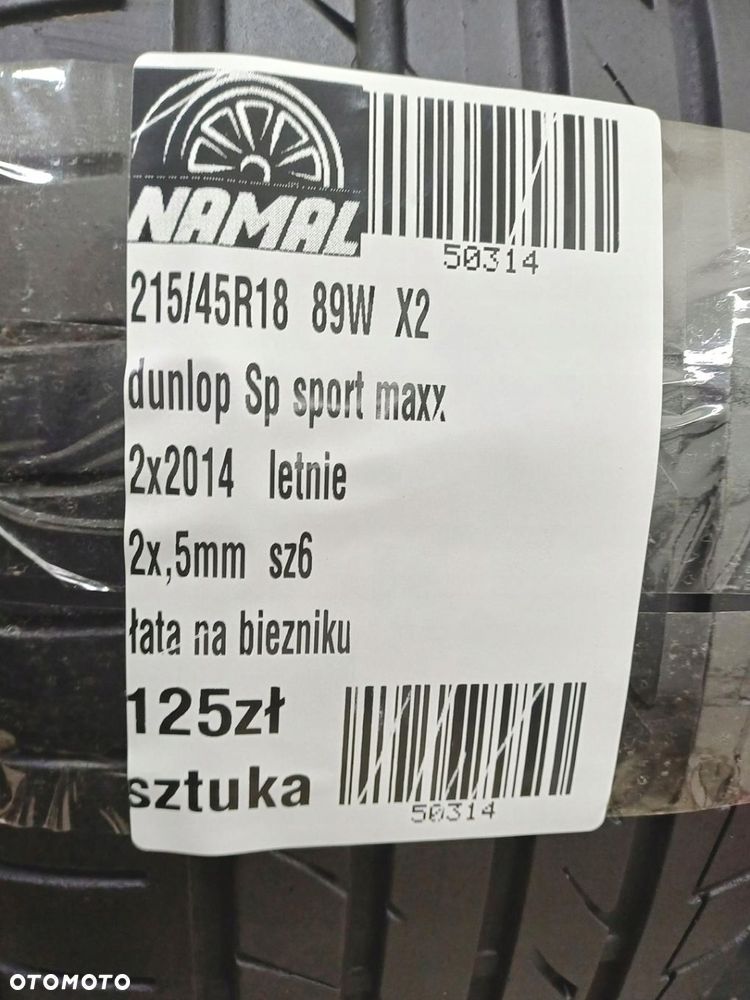 NAMAL
50314
215/45R18 89W X2
dunlop Sp sport maxx
2x2014 letnie
2x,5mm sz6
łata na biezniku
125zł
sztuka
50314
OTOMOTO